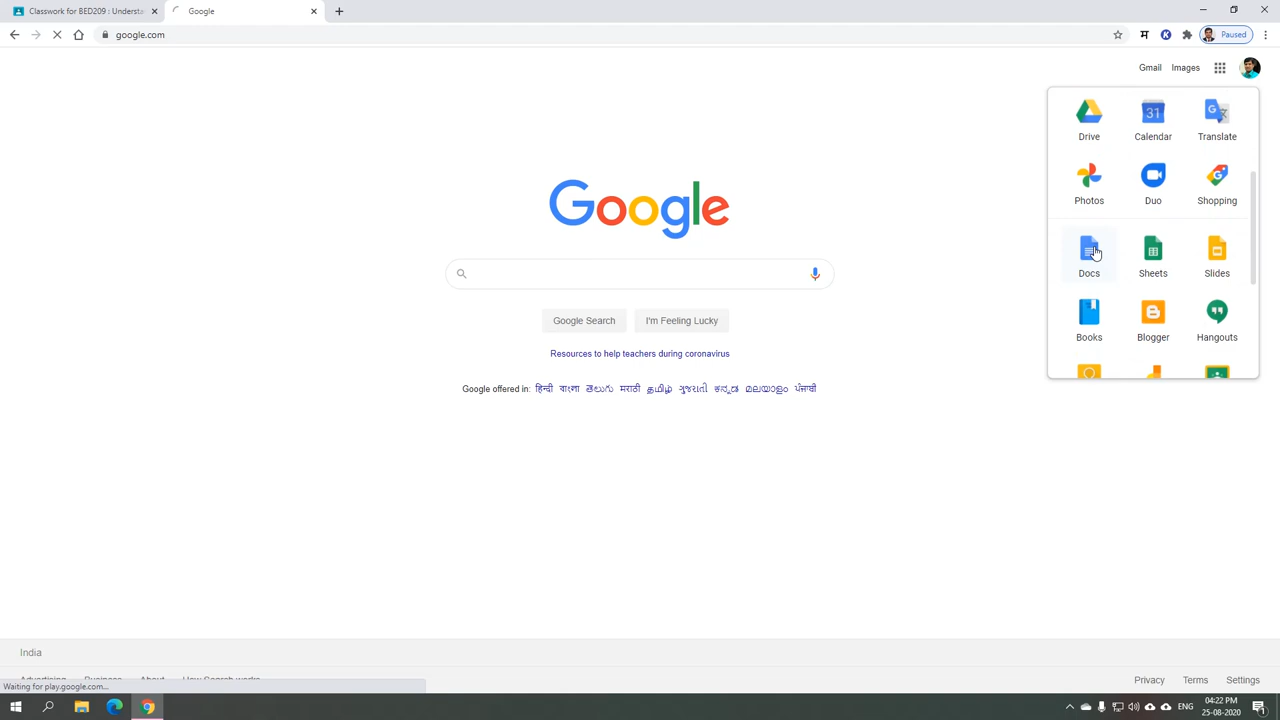 Classwork for BED209 : Understa
Google
google.com
Paused
Gmail Images
Drive Calendar Translate
Photos Duo Shopping
Google
Docs Sheets Slides
Google Search I'm Feeling Lucky
Books Blogger Hangouts
Resources to help teachers during coronavirus
Google offered in: हिन्दी বাংলা తెలుగు मराठी தமிழ் ગુજરાતી ಕನ್ನಡ മലയാളം ਪੰਜਾਬੀ
India
Privacy Terms Settings
Waiting for play.google.com...
ENG
04:22 PM
25-08-2020